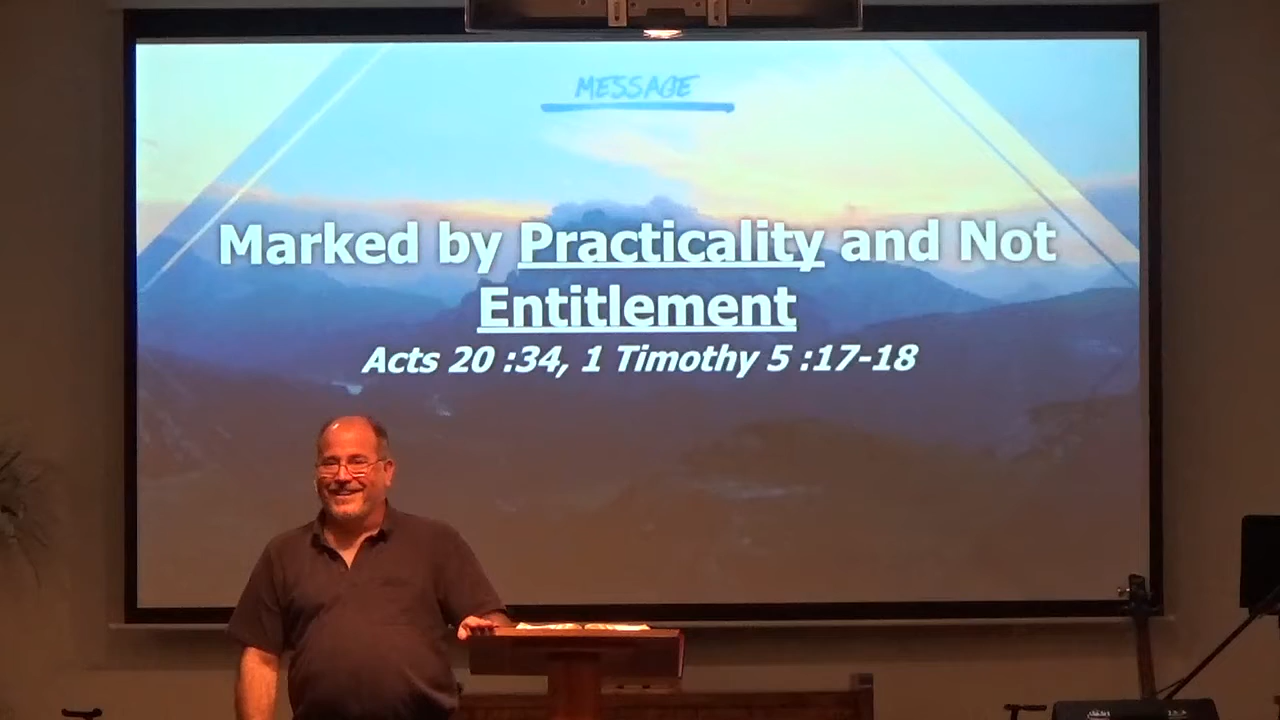 MESSAGE
Marked by Practicality and Not
Entitlement
Acts 20 :34, 1 Timothy 5 :17-18